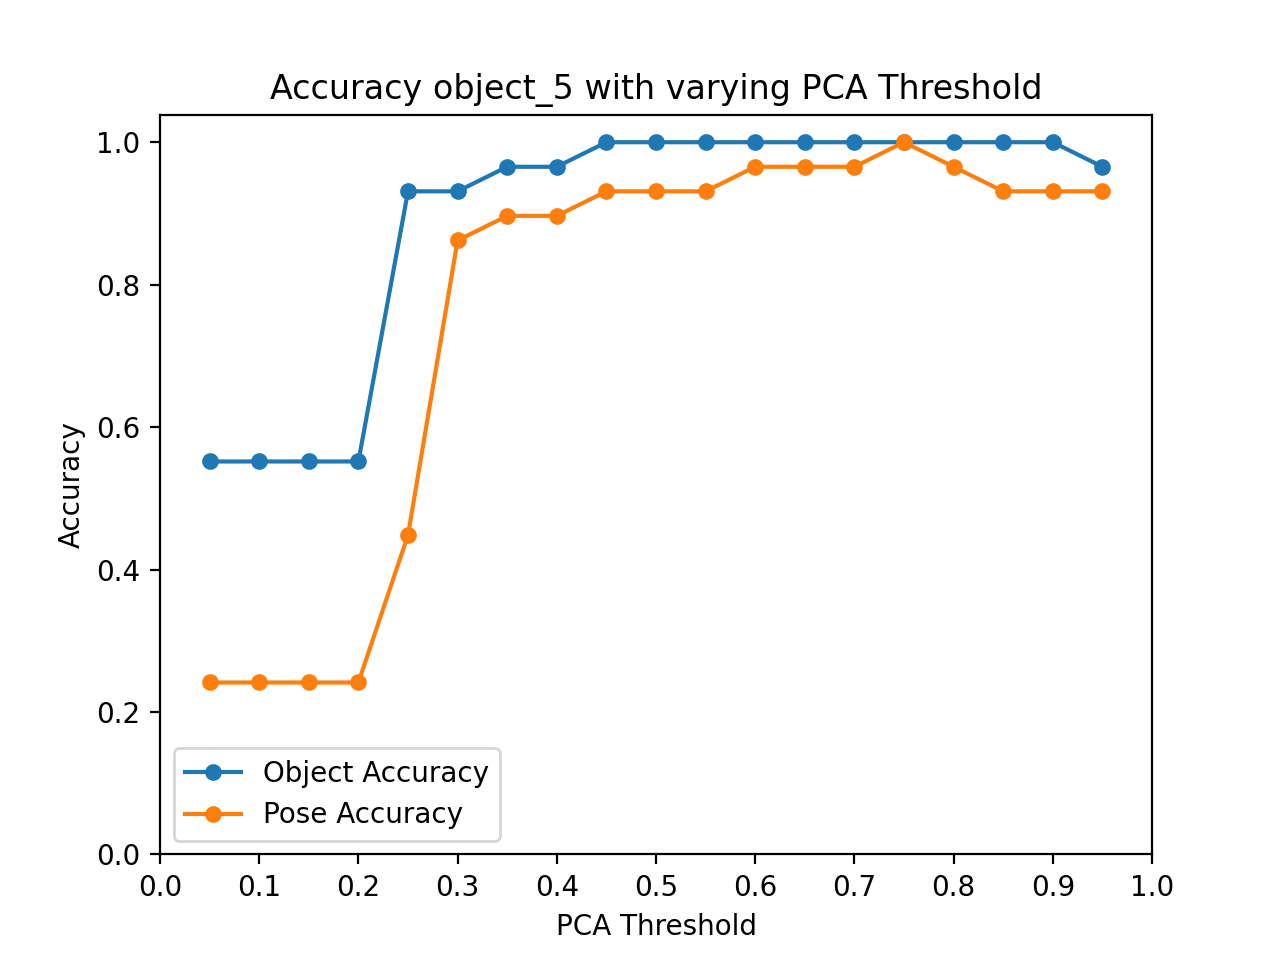 Accuracy object_5 with varying PCA Threshold
1.0
0.8
0.6
0.4
0.2
0.0
Accuracy
Object Accuracy
Pose Accuracy
0.0 0.1 0.2 0.3 0.4 0.5 0.6 0.7 0.8 0.9 1.0
PCA Threshold